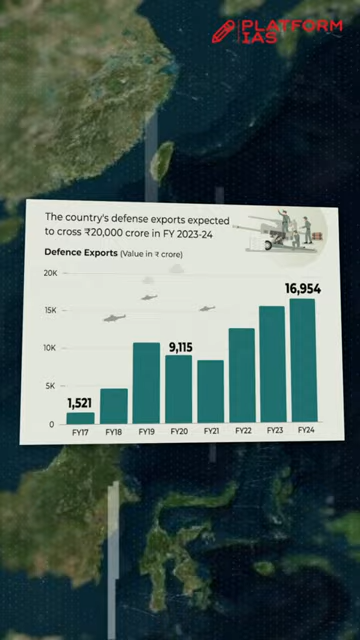 PLATFORM
IAS
The country's defense exports expected
to cross ₹20,000 crore in FY 2023-24
Defence Exports (Value in ₹ crore)
20K
15K
10K
5K
0
1,521
9,115
16,954
FY17 FY18 FY19 FY20 FY21 FY22 FY23 FY24